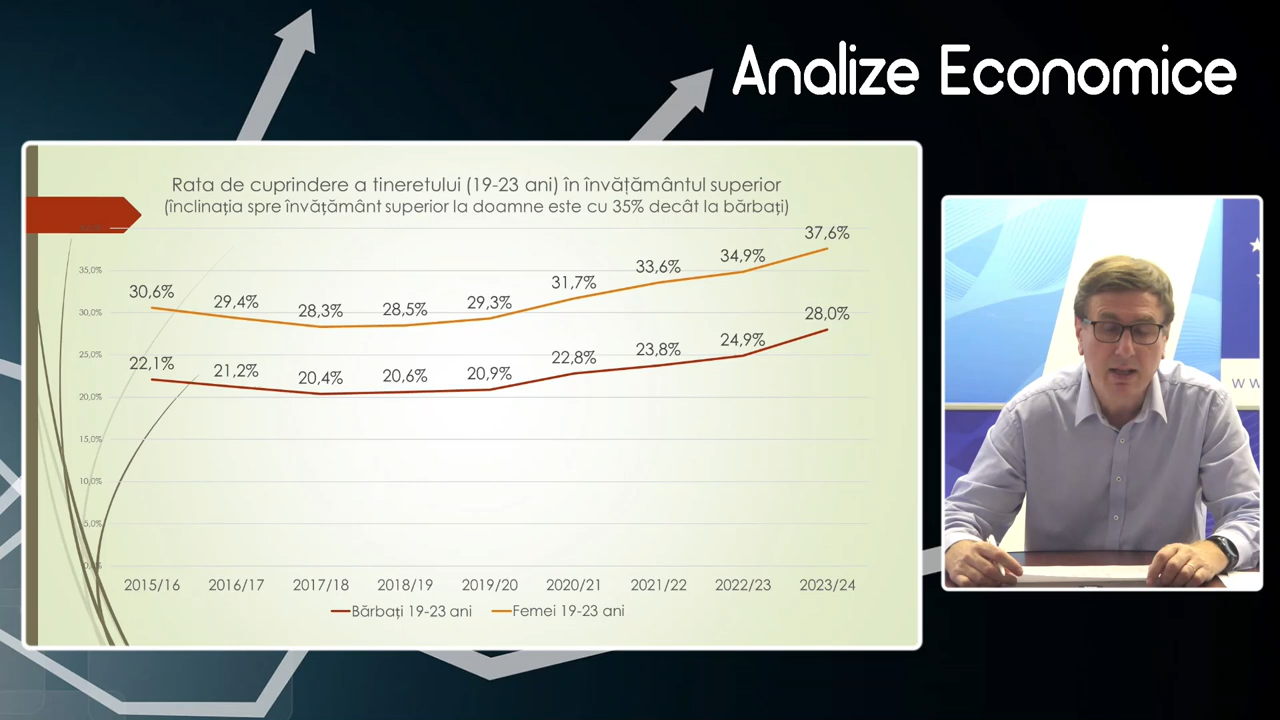 Analize Economice
Rata de cuprindere a tineretului (19-23 ani) în învățământul superior
(înclinația spre învățământ superior la doamne este cu 35% decât la bărbați)
35,0%
30,0%
25,0%
20,0%
15,0%
10,0%
5,0%
30,6% 29,4% 28,3% 28,5% 29,3% 31,7% 33,6% 34,9% 37,6%
22,1% 21,2% 20,4% 20,6% 20,9% 22,8% 23,8% 24,9% 28,0%
2015/16 2016/17 2017/18 2018/19 2019/20 2020/21 2021/22 2022/23 2023/24
Bărbați 19-23 ani Femei 19-23 ani
W W